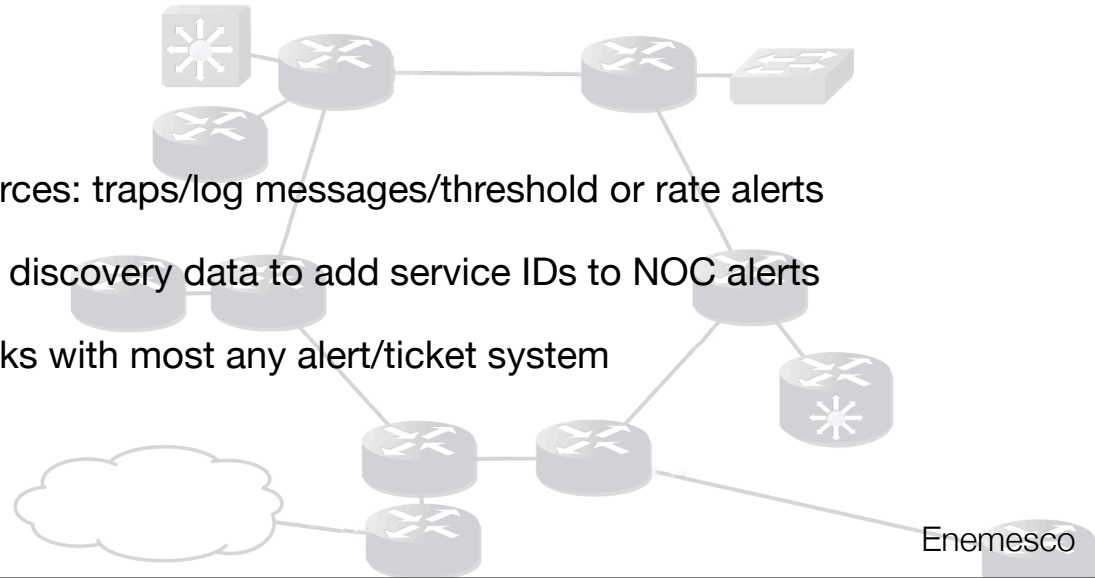 rces: traps/log messages/threshold or rate alerts
discovery data to add service IDs to NOC alerts
ks with most any alert/ticket system
Enemesco